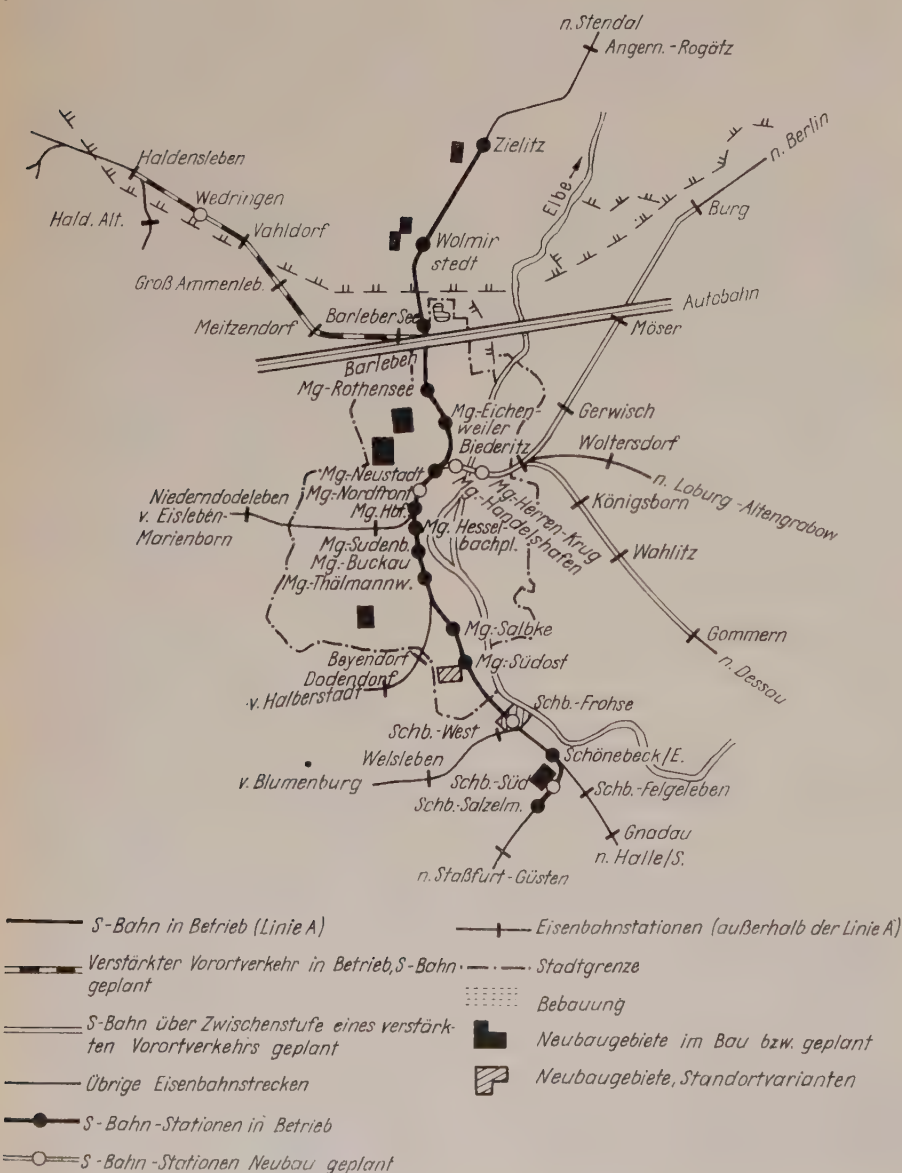 n. Stendal
Angern.-Rogätz
Zielitz
Elbe
n. Berlin
Haldensleben
Wedringen
Burg
Hald. Alt.
Vahldorf
Wolmir
stedt
Groß Ammenleb.
Autobahn
Barleber See
Meitzendorf
Möser
Barleben
Mg-Rothensee
Mg.-Eichen-
weiler
Gerwisch
Biederitz
Woltersdorf
Mg.-Neustadt
n. Loburg-Altengrabow
Mg.-Nordfront
Mg.-Herren-Krug
Mg.-Handelshafen
Königsborn
Niederndodeleben
v. Eisleben-
Marienborn
Mg. Hbf.
Mg. Hessel
bachpl.
Mg.-Sudenb.
Wahlitz
Mg.-Buckau
Mg.-Thälmannw.
Mg.-Salbke
Gommern
Mg.-Südost
n. Dessau
Beyendorf
Dodendorf
v. Halberstadt
Schb.-Frohse
Schb.-West
Welsleben
Schönebeck/E.
v. Blumenburg
Schb.-Süd
Schb.-Felgeleben
Schb.-Salzelm.
Gnadau
n. Halle/S.
n. Staßfurt-Güsten
S-Bahn in Betrieb (Linie A)
Verstärkter Vorortverkehr in Betrieb, S-Bahn
geplant
S-Bahn über Zwischenstufe eines verstärk-
ten Vorortverkehrs geplant
Übrige Eisenbahnstrecken
S-Bahn-Stationen in Betrieb
S-Bahn-Stationen Neubau geplant
Eisenbahnstationen (außerhalb der Linie A)
Stadtgrenze
Bebauung
Neubaugebiete im Bau bzw. geplant
Neubaugebiete, Standortvarianten